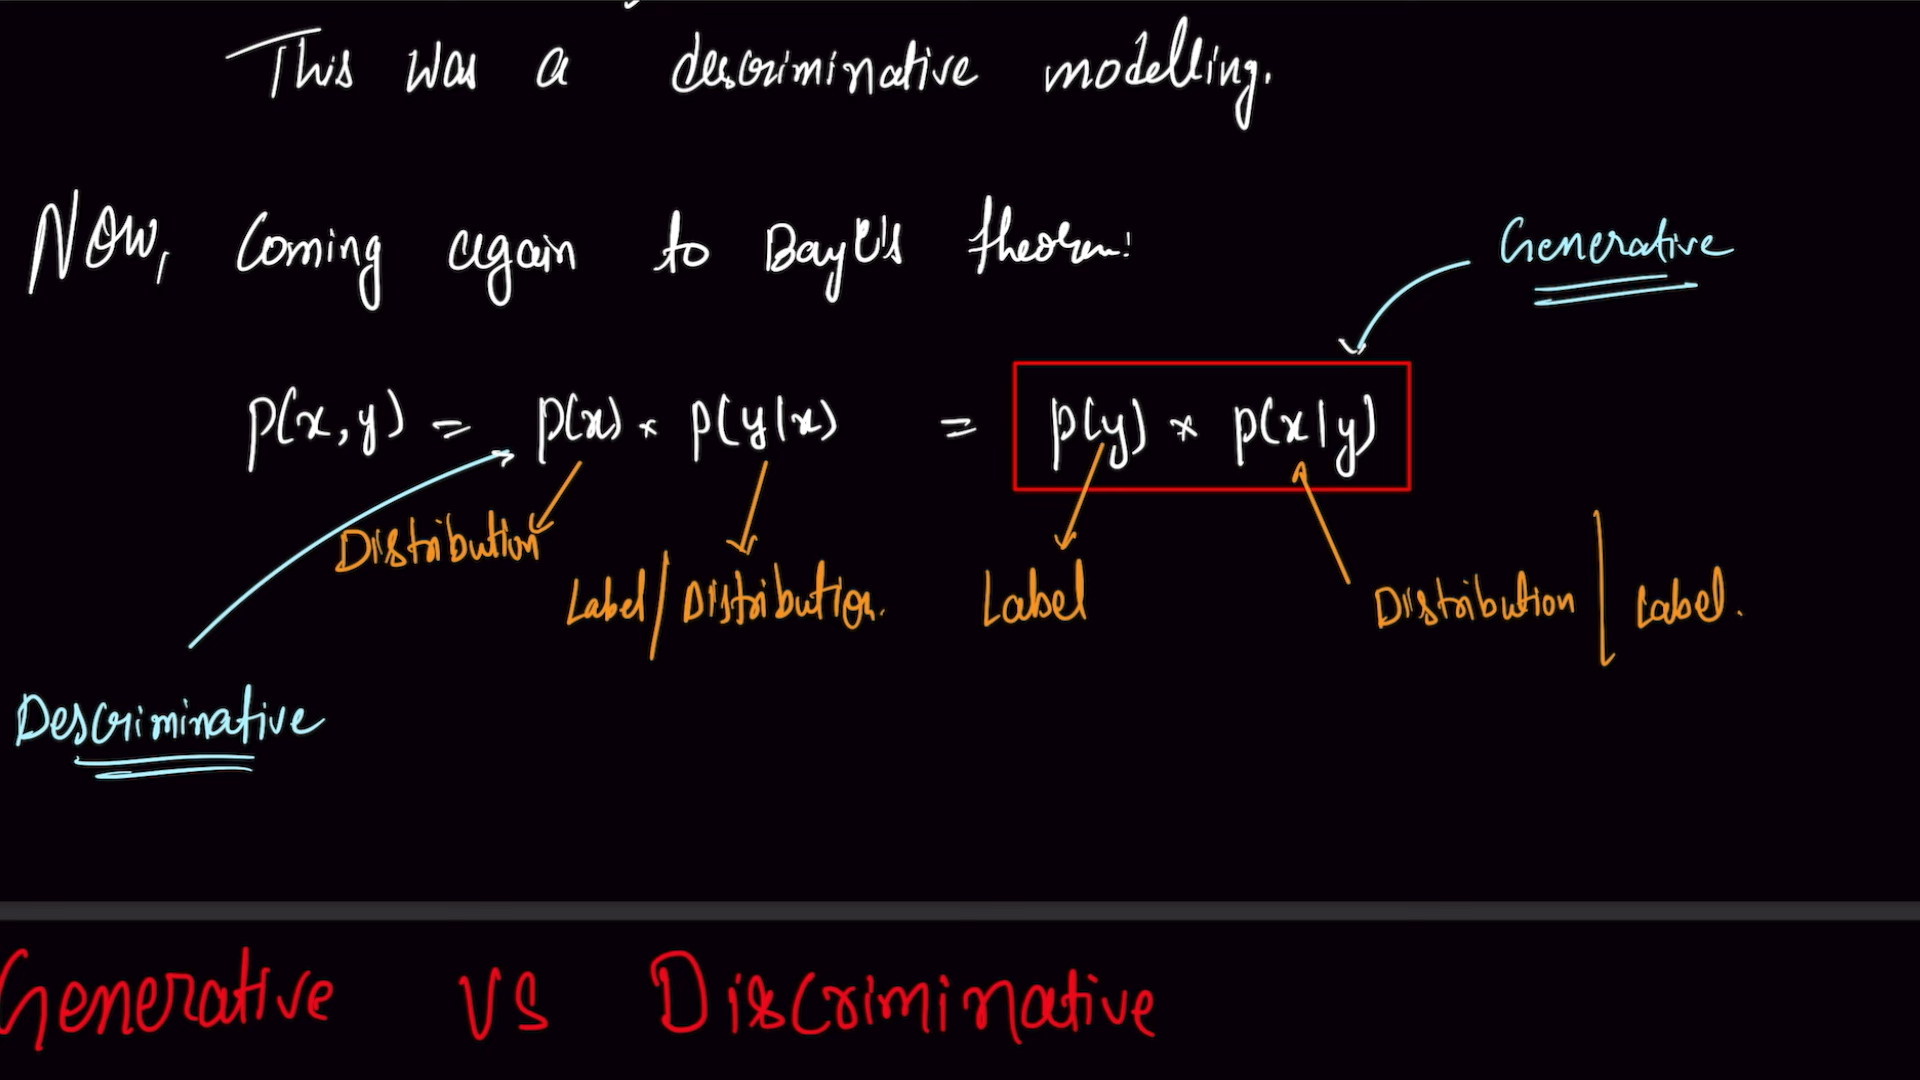 This was a descriminative modelling.
Now, Coming again to Baye's theorem:
Generative
p(x,y) = p(x) * p(y|x) = p(y) * p(x|y)
Distribution
Label / Distribution. Label Distribution | Label.
Descriminative
Generative VS Discriminative